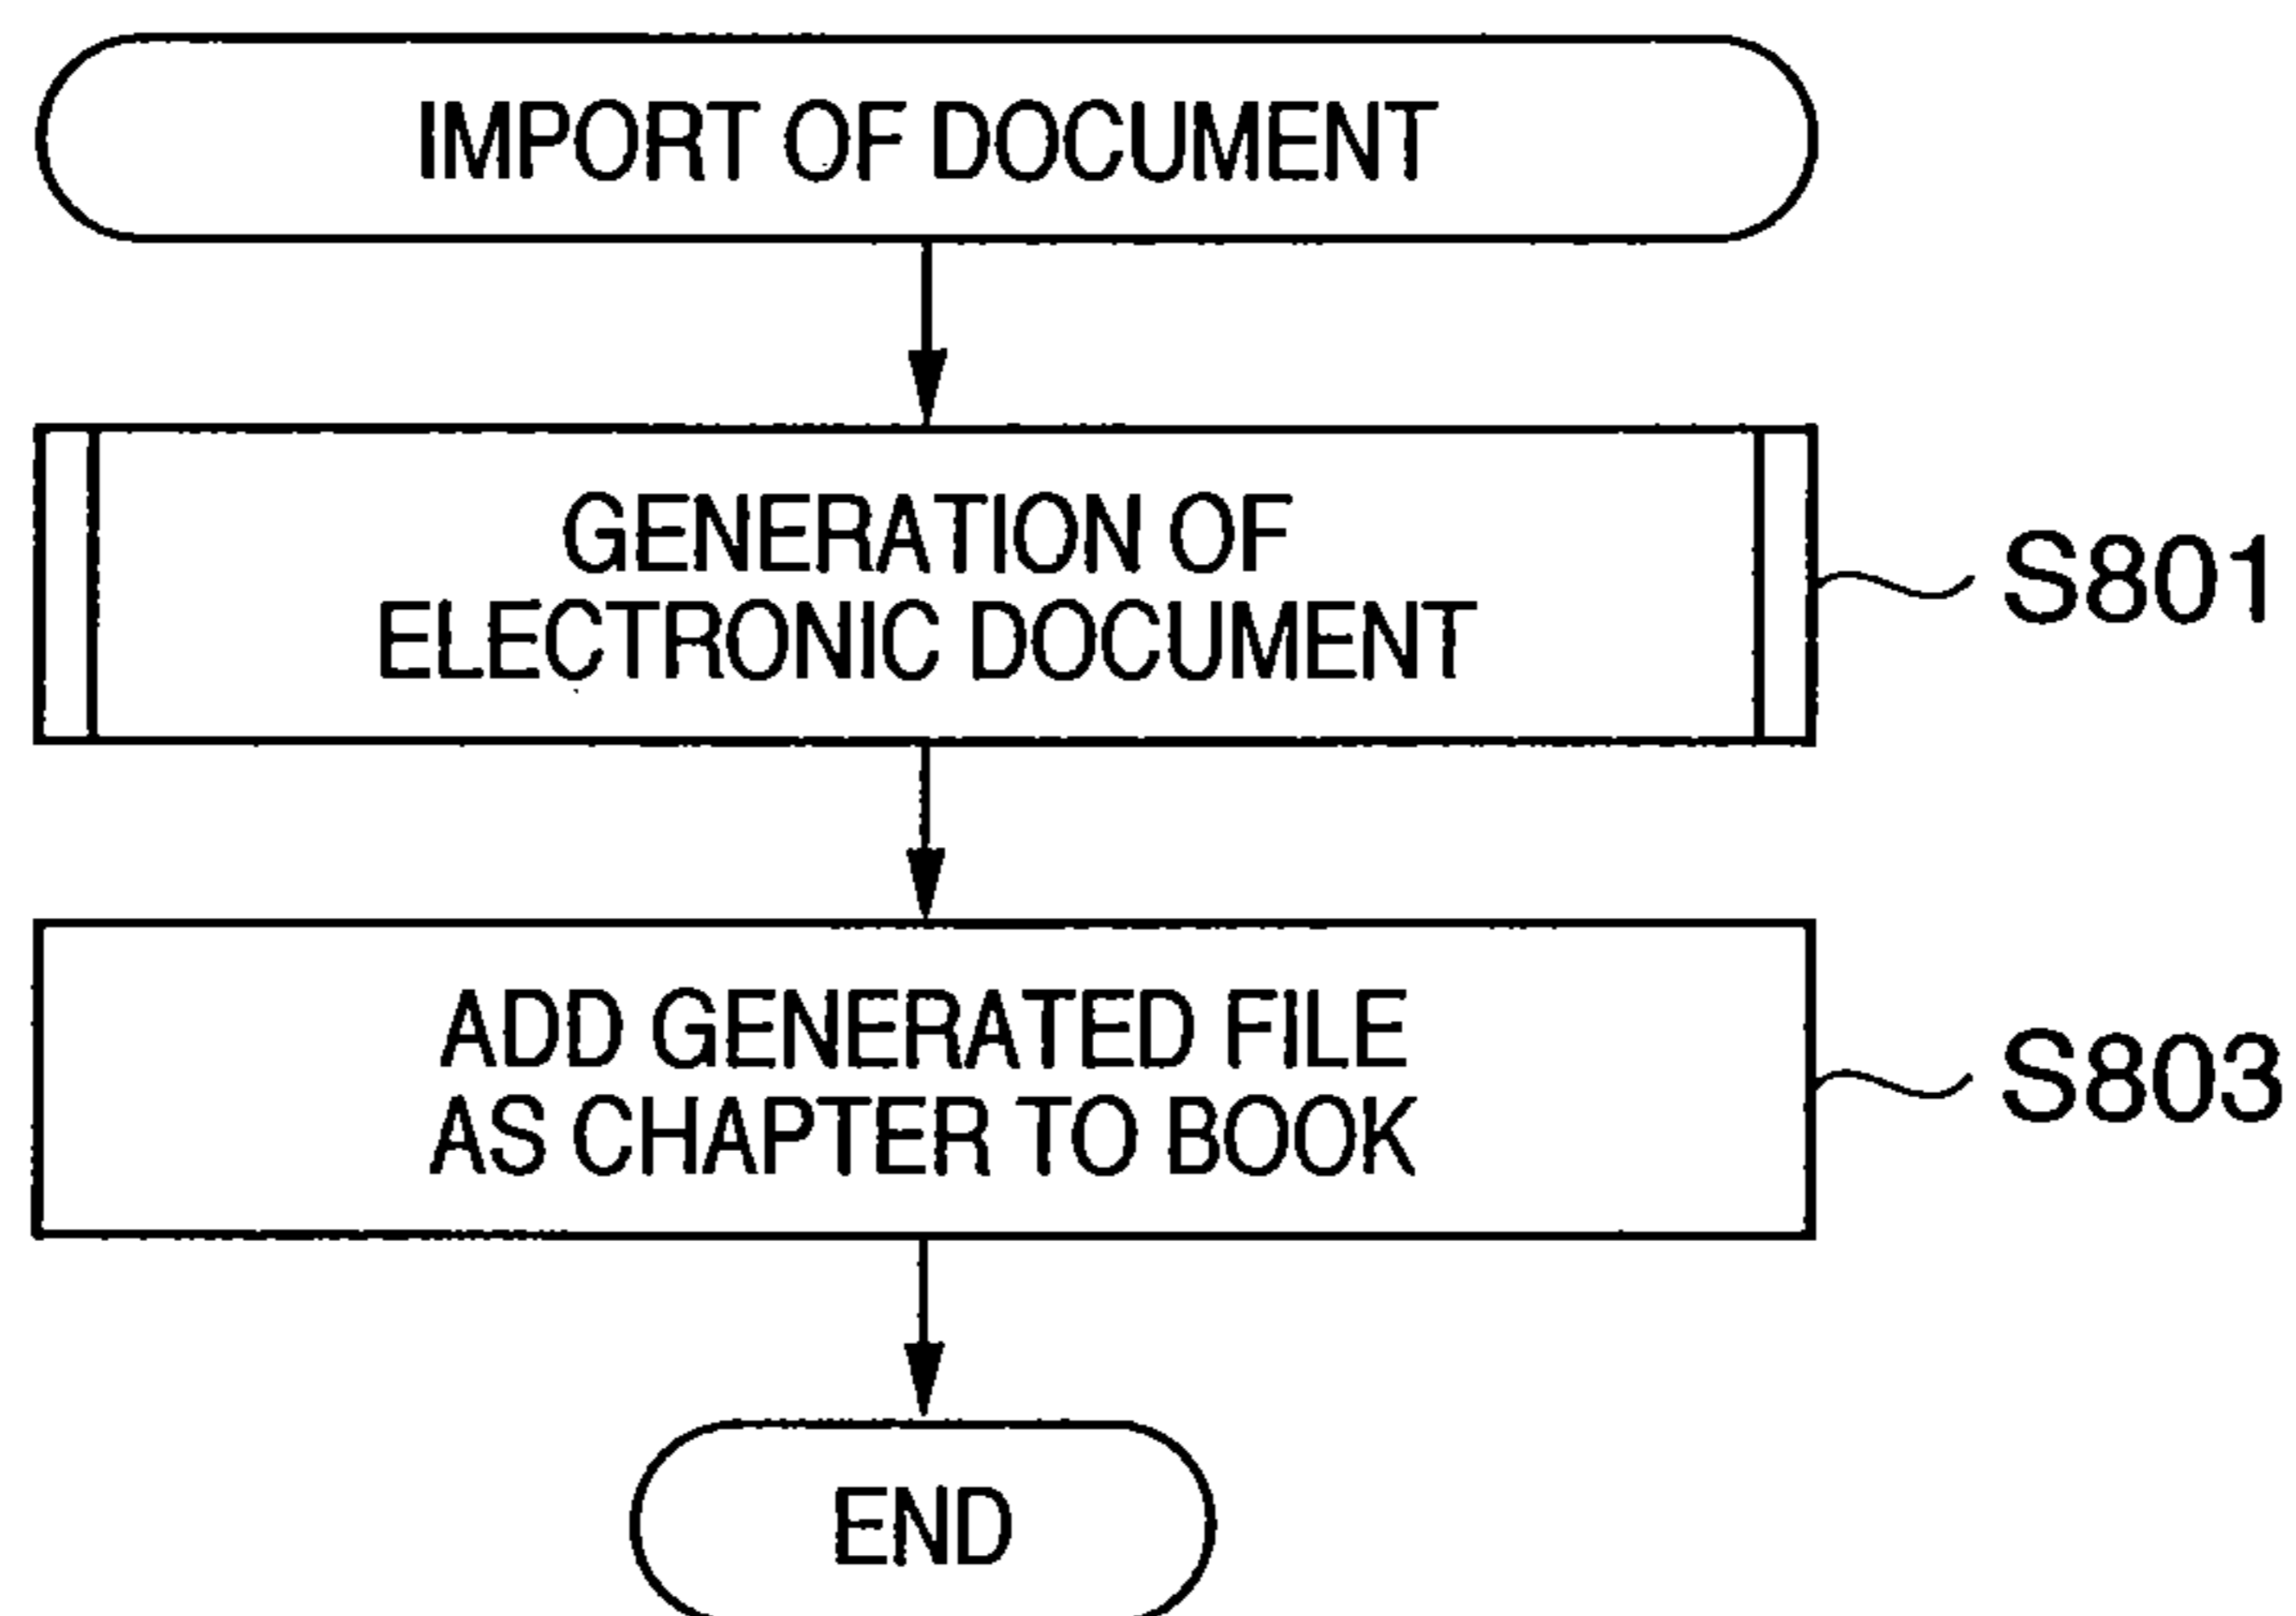 IMPORT OF DOCUMENT
GENERATION OF
ELECTRONIC DOCUMENT
S801
ADD GENERATED FILE
AS CHAPTER TO BOOK
S803
END